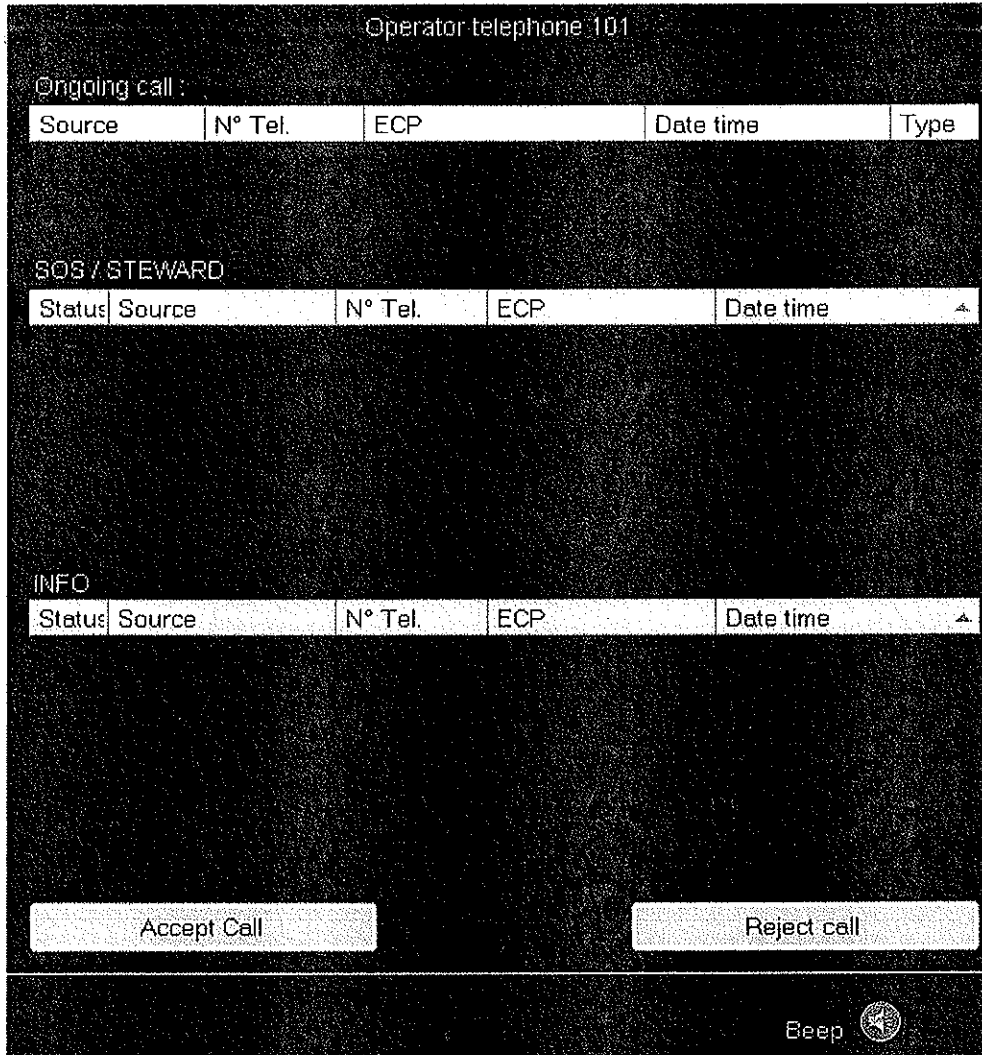 Operator telephone 101
Ongoing call :
Source N° Tel. ECP Date time Type
SOS / STEWARD
Status Source N° Tel. ECP Date time
INFO
Status Source N° Tel. ECP Date time
Accept Call Reject call
Beep